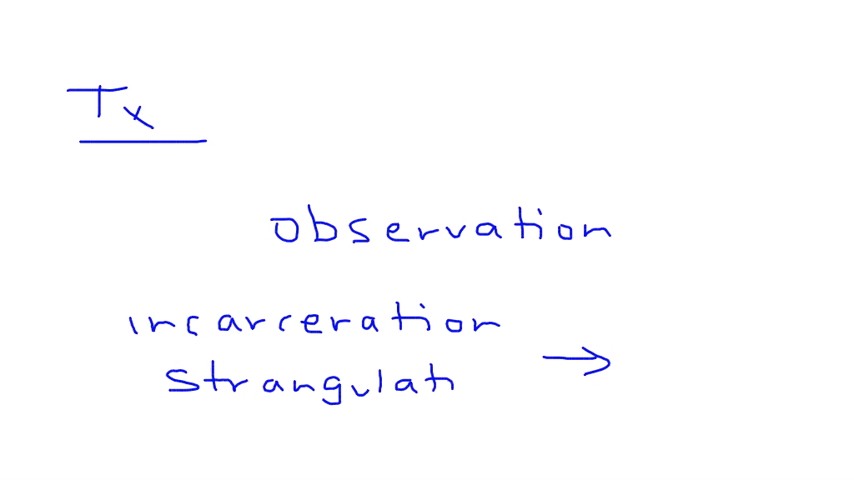 Tx
observation
incarceration
strangulati →